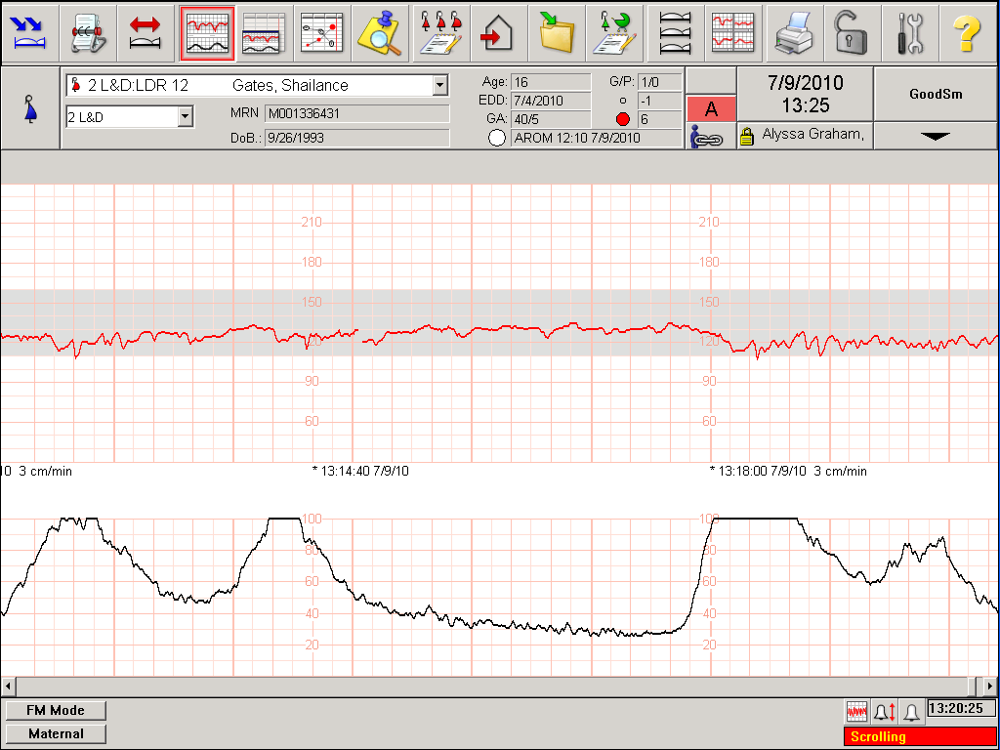 2 L&D:LDR 12 Gates, Shailance
2 L&D
MRN M001336431
DoB.: 9/26/1993
Age: 16 G/P: 1/0
EDD: 7/4/2010 -1
GA: 40/5 6
AROM 12:10 7/9/2010
A
7/9/2010
13:25
Alyssa Graham,
GoodSm
210 210
180 180
150 150
120 120
90 90
60 60
10 3 cm/min * 13:14:40 7/9/10 * 13:18:00 7/9/10 3 cm/min
100 100
80 80
60 60
40 40
20 20
FM Mode
Maternal
13:20:25
Scrolling